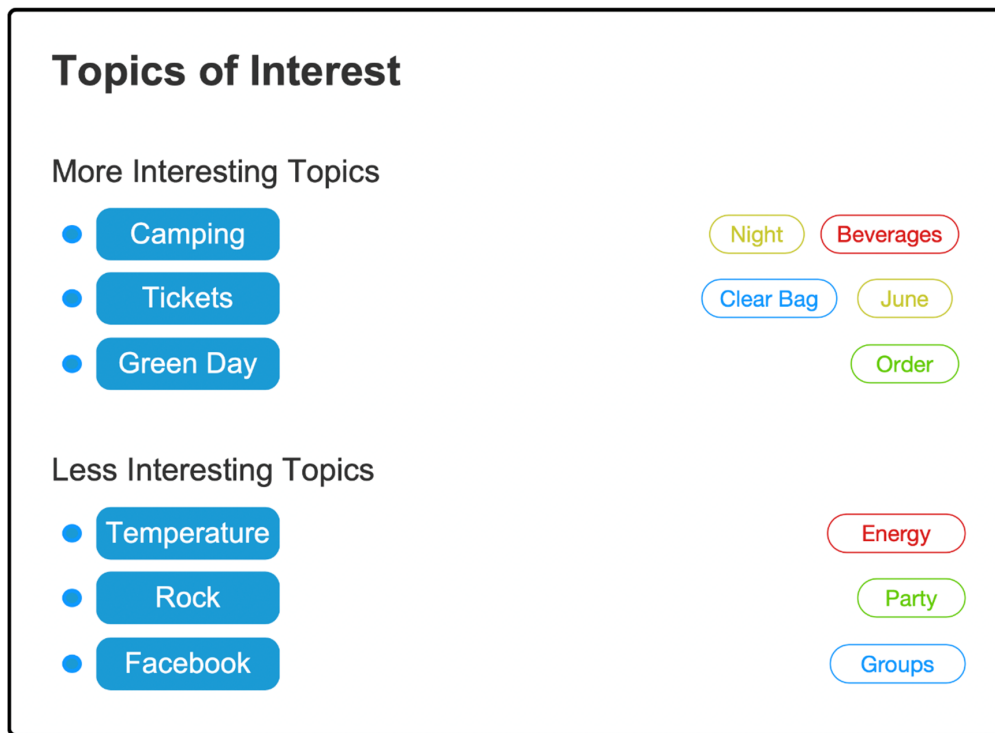 Topics of Interest
More Interesting Topics
Camping Night Beverages
Tickets Clear Bag June
Green Day Order
Less Interesting Topics
Temperature Energy
Rock Party
Facebook Groups